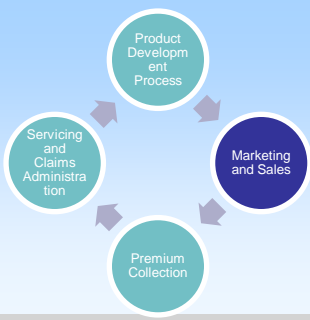 Product
Developm
ent
Process
Marketing
and Sales
Premium
Collection
Servicing
and
Claims
Administra
tion